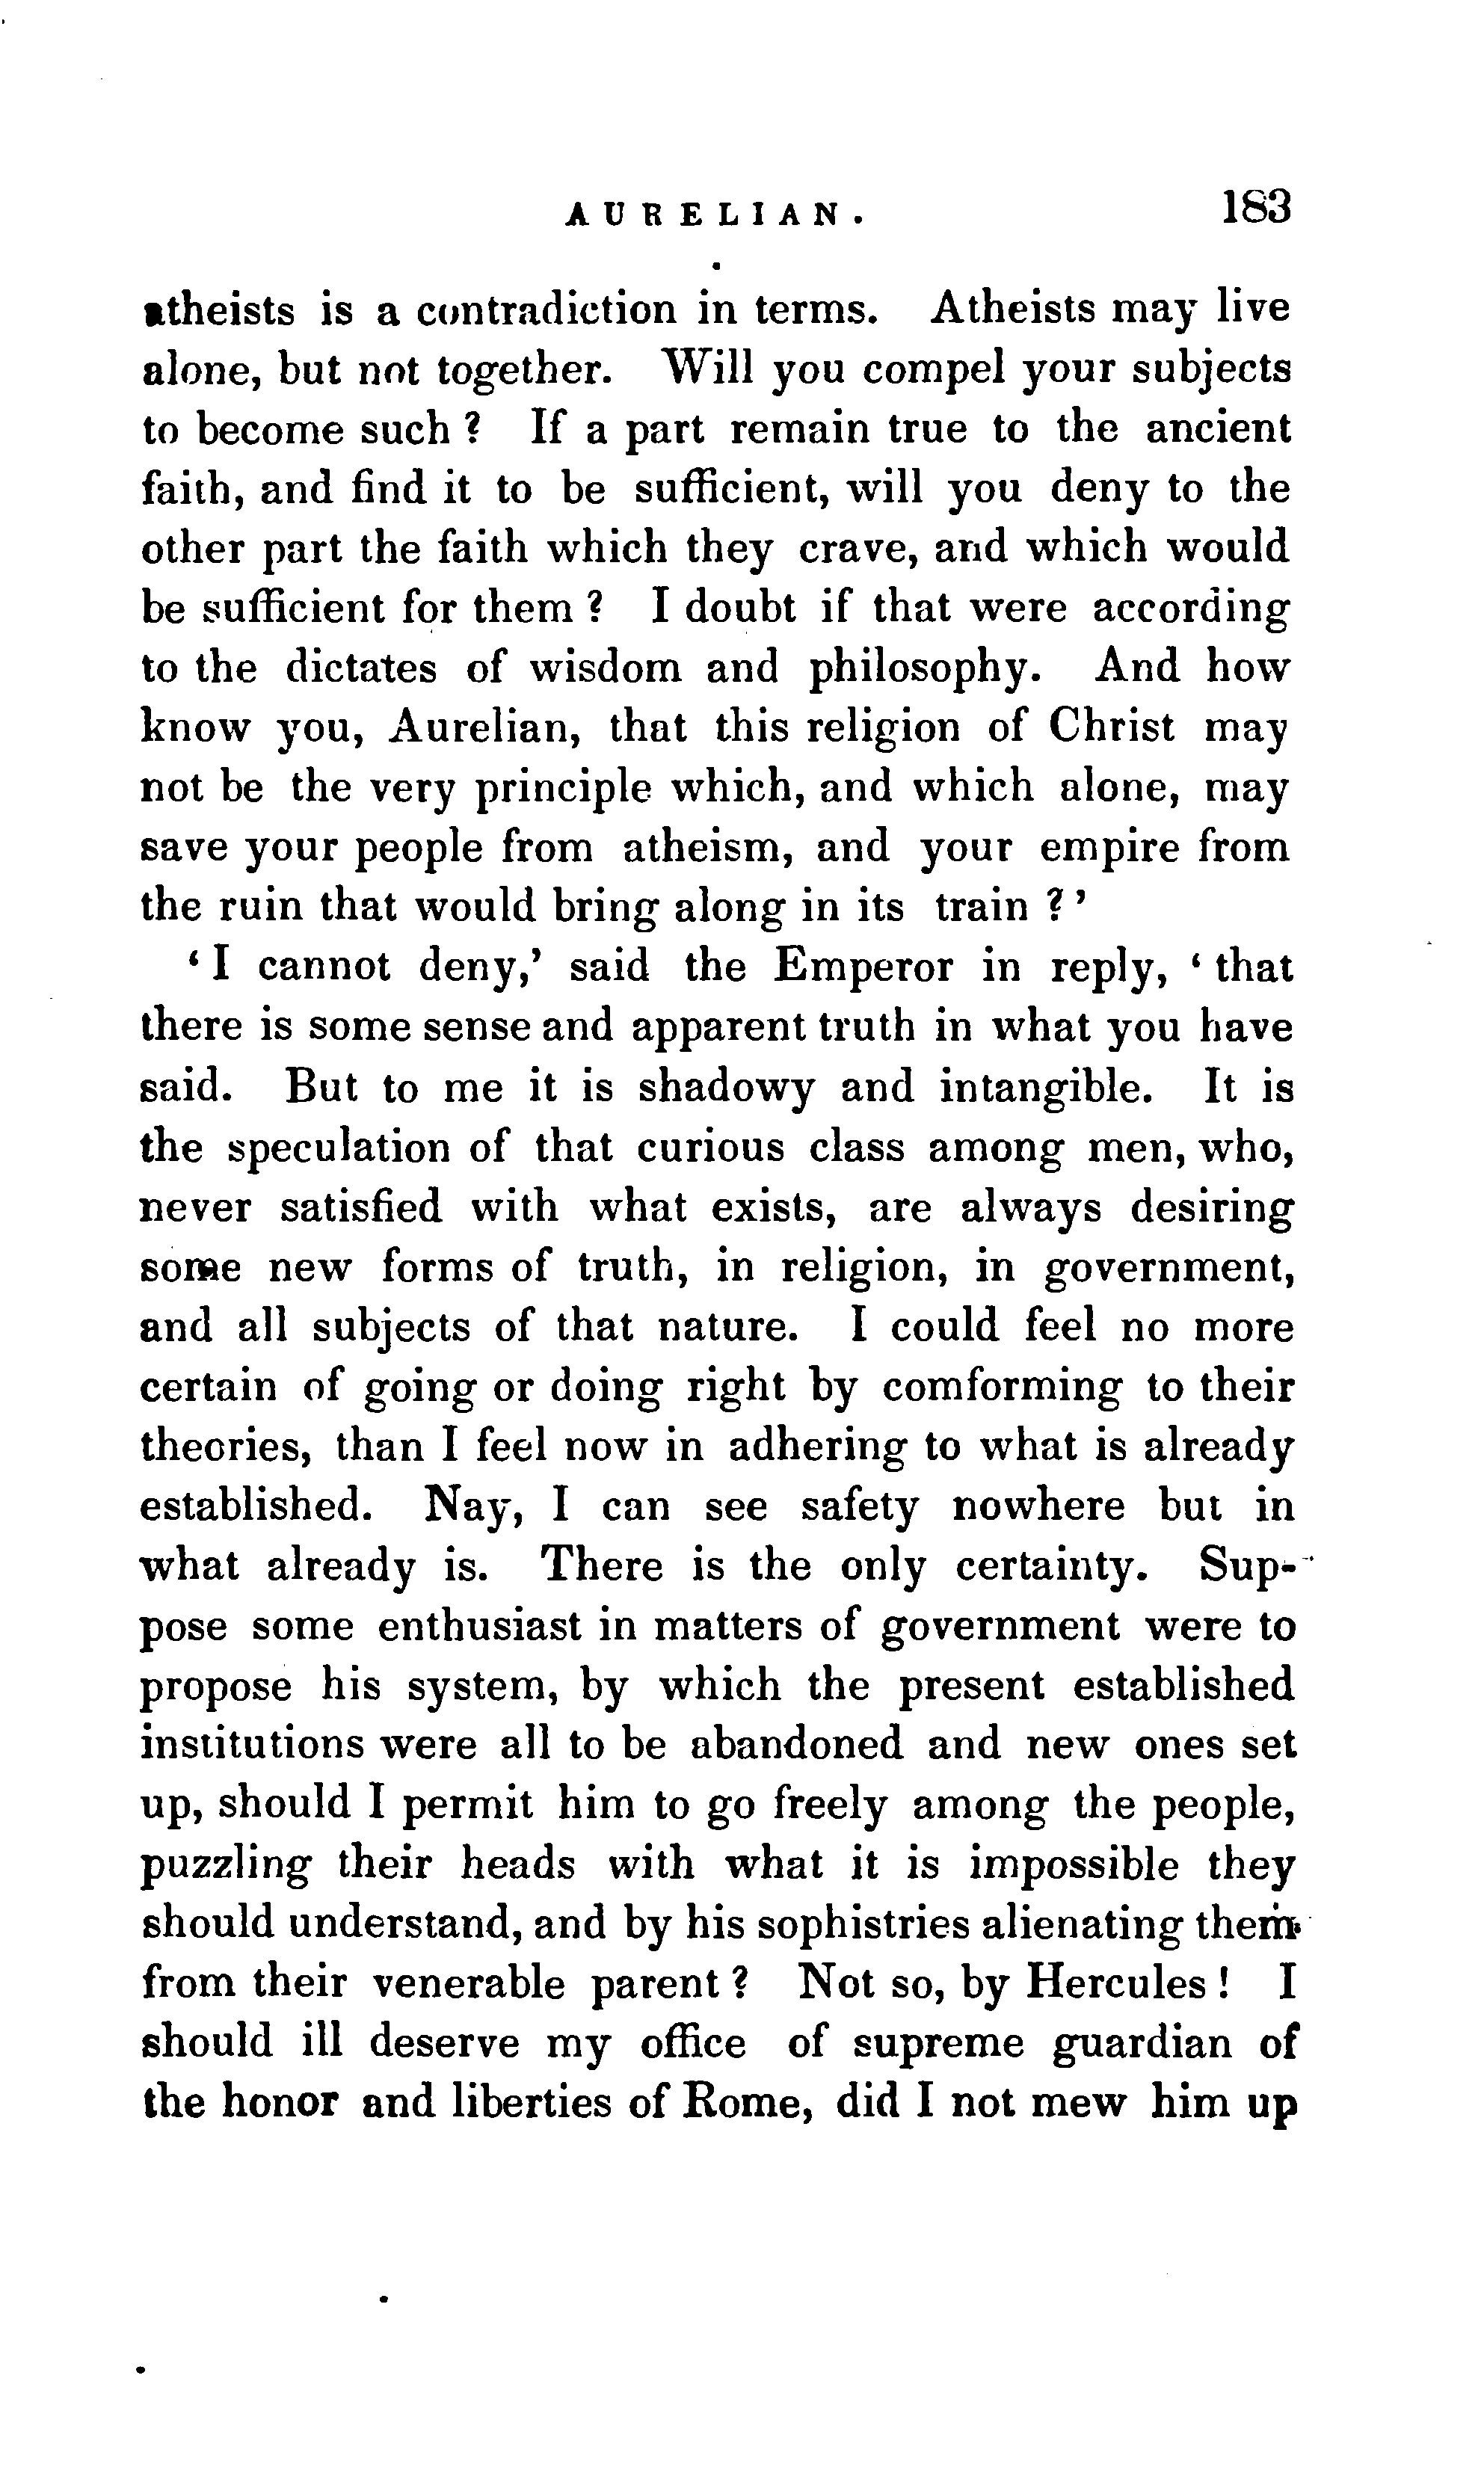 AURELIAN. 183
atheists is a contradiction in terms. Atheists may live
alone, but not together. Will you compel your subjects
to become such ? If a part remain true to the ancient
faith, and find it to be sufficient, will you deny to the
other part the faith which they crave, and which would
be sufficient for them ? I doubt if that were according
to the dictates of wisdom and philosophy. And how
know you, Aurelian, that this religion of Christ may
not be the very principle which, and which alone, may
save your people from atheism, and your empire from
the ruin that would bring along in its train ? ’
‘ I cannot deny,’ said the Emperor in reply, ‘ that
there is some sense and apparent truth in what you have
said. But to me it is shadowy and intangible. It is
the speculation of that curious class among men, who,
never satisfied with what exists, are always desiring
some new forms of truth, in religion, in government,
and all subjects of that nature. I could feel no more
certain of going or doing right by comforming to their
theories, than I feel now in adhering to what is already
established. Nay, I can see safety nowhere but in
what already is. There is the only certainty. Sup-
pose some enthusiast in matters of government were to
propose his system, by which the present established
institutions were all to be abandoned and new ones set
up, should I permit him to go freely among the people,
puzzling their heads with what it is impossible they
should understand, and by his sophistries alienating them
from their venerable parent ? Not so, by Hercules ! I
should ill deserve my office of supreme guardian of
the honor and liberties of Rome, did I not mew him up